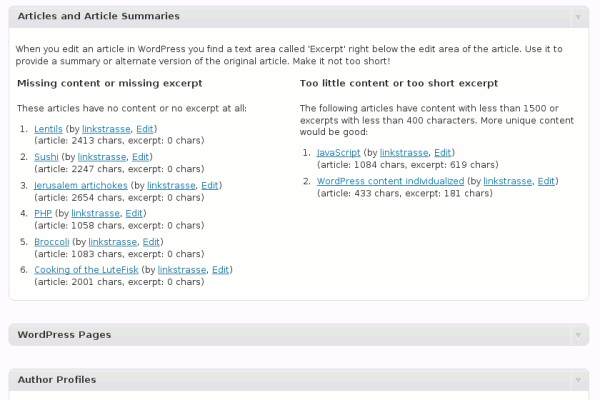 Articles and Article Summaries
When you edit an article in WordPress you find a text area called 'Excerpt' right below the edit area of the article. Use it to
provide a summary or alternate version of the original article. Make it not too short!
Missing content or missing excerpt
These articles have no content or no excerpt at all:
1. Lentils (by linkstrasse, Edit)
(article: 2413 chars, excerpt: 0 chars)
2. Sushi (by linkstrasse, Edit)
(article: 2247 chars, excerpt: 0 chars)
3. Jerusalem artichokes (by linkstrasse, Edit)
(article: 2654 chars, excerpt: 0 chars)
4. PHP (by linkstrasse, Edit)
(article: 1058 chars, excerpt: 0 chars)
5. Broccoli (by linkstrasse, Edit)
(article: 1083 chars, excerpt: 0 chars)
6. Cooking of the LuteFisk (by linkstrasse, Edit)
(article: 2001 chars, excerpt: 0 chars)
Too little content or too short excerpt
The following articles have content with less than 1500 or
excerpts with less than 400 characters. More unique content
would be good:
1. JavaScript (by linkstrasse, Edit)
(article: 1084 chars, excerpt: 619 chars)
2. WordPress content individualized (by linkstrasse, Edit)
(article: 433 chars, excerpt: 181 chars)
WordPress Pages
Author Profiles